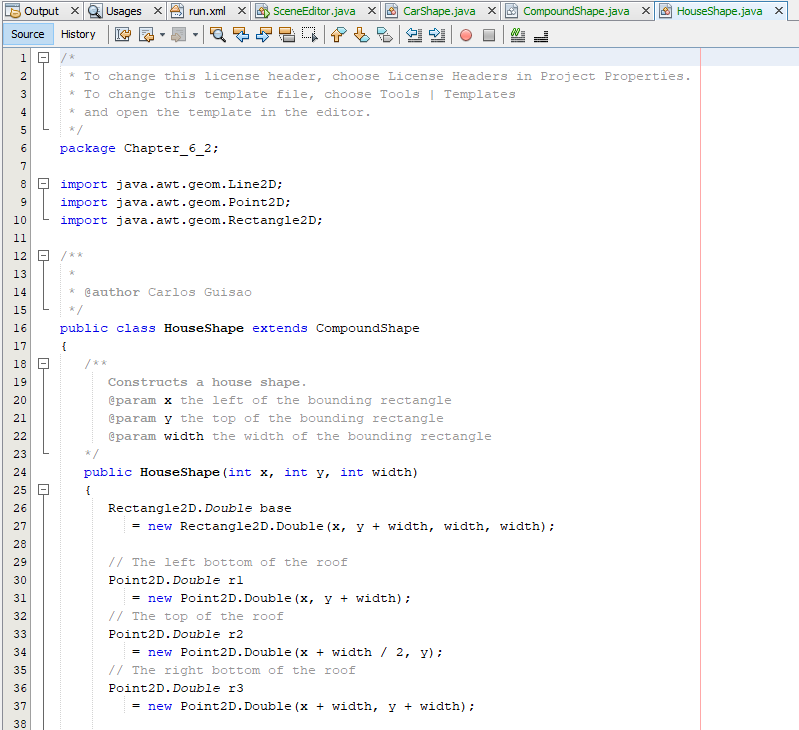 Output Usages run.xml SceneEditor.java CarShape.java CompoundShape.java HouseShape.java
Source History
1 /*
2 * To change this license header, choose License Headers in Project Properties.
3 * To change this template file, choose Tools | Templates
4 * and open the template in the editor.
5 */
6 package Chapter_6_2;
7
8 import java.awt.geom.Line2D;
9 import java.awt.geom.Point2D;
10 import java.awt.geom.Rectangle2D;
11
12 /**
13 *
14 * @author Carlos Guisao
15 */
16 public class HouseShape extends CompoundShape
17 {
18 /**
19 Constructs a house shape.
20 @param x the left of the bounding rectangle
21 @param y the top of the bounding rectangle
22 @param width the width of the bounding rectangle
23 */
24 public HouseShape(int x, int y, int width)
25 {
26 Rectangle2D.Double base
27 = new Rectangle2D.Double(x, y + width, width, width);
28
29 // The left bottom of the roof
30 Point2D.Double r1
31 = new Point2D.Double(x, y + width);
32 // The top of the roof
33 Point2D.Double r2
34 = new Point2D.Double(x + width / 2, y);
35 // The right bottom of the roof
36 Point2D.Double r3
37 = new Point2D.Double(x + width, y + width);
38